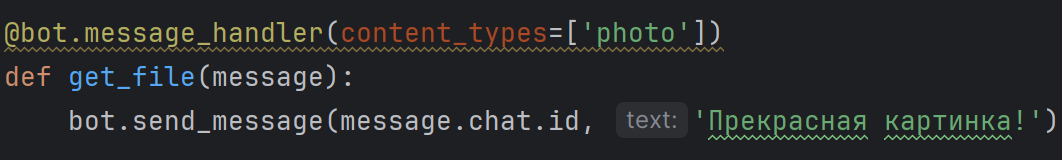 @bot.message_handler(content_types=['photo'])
def get_file(message):
    bot.send_message(message.chat.id, text: 'Прекрасная картинка!')